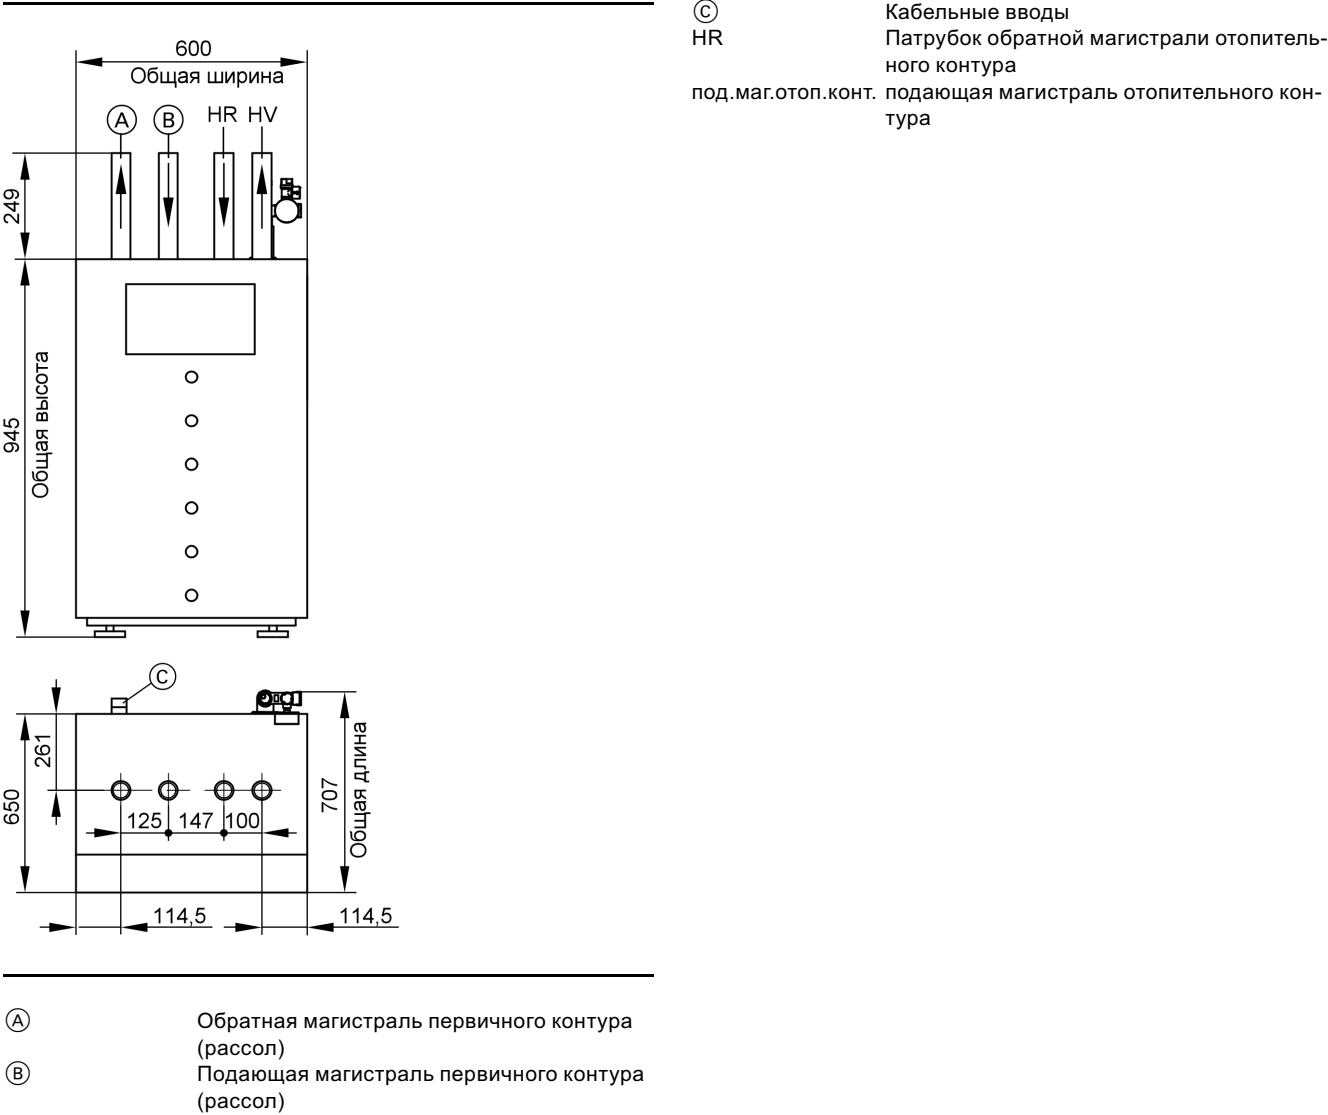 600
Общая ширина
A B HR HV
249
945
Общая высота
C
261
650
125 147 100
707
Общая длина
114,5 114,5
A Обратная магистраль первичного контура
(рассол)
B Подающая магистраль первичного контура
(рассол)
C Кабельные вводы
HR Патрубок обратной магистрали отопитель-
ного контура
под.маг.отоп.конт. подающая магистраль отопительного кон-
тура